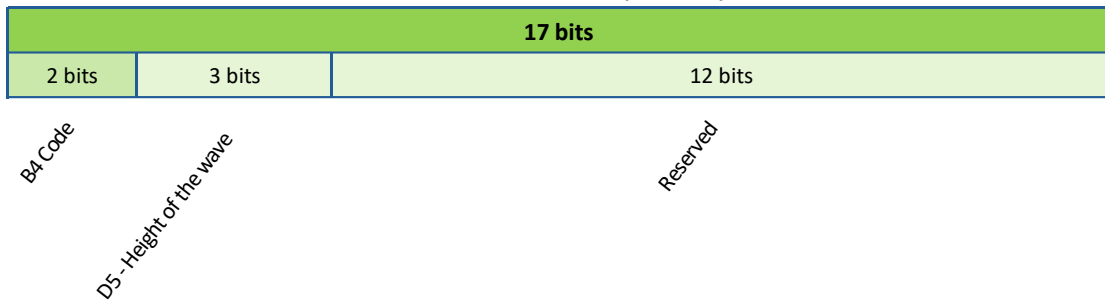 17 bits
2 bits 3 bits 12 bits
B4 Code
D5 - Height of the wave
Reserved